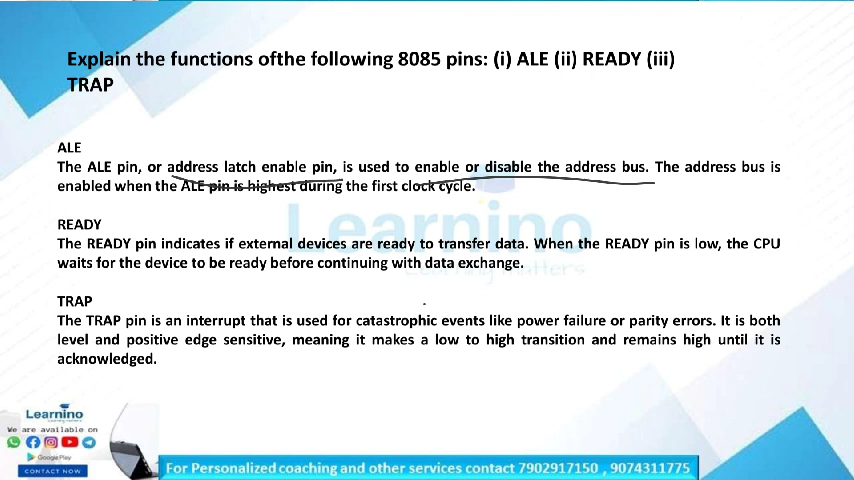 Explain the functions ofthe following 8085 pins: (i) ALE (ii) READY (iii)
TRAP
ALE
The ALE pin, or address latch enable pin, is used to enable or disable the address bus. The address bus is
enabled when the ALE pin is highest during the first clock cycle.
READY
The READY pin indicates if external devices are ready to transfer data. When the READY pin is low, the CPU
waits for the device to be ready before continuing with data exchange.
Learnino
TRAP
The TRAP pin is an interrupt that is used for catastrophic events like power failure or parity errors. It is both
level and positive edge sensitive, meaning it makes a low to high transition and remains high until it is
acknowledged.
Learnino
We are available on
Google Play
CONTACT NOW
For Personalized coaching and other services contact 7902917150 , 9074311775